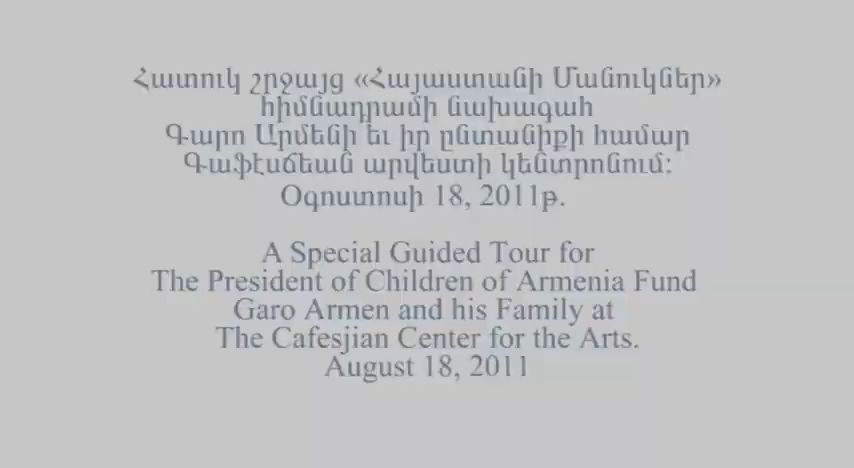 Հատուկ շրջայց «Հայաստանի Մանուկներ»
հիմնադրամի նախագահ
Գարո Արմենի եւ իր ընտանիքի համար
Գաֆէսճեան արվեստի կենտրոնում:
Օգոստոսի 18, 2011թ.
A Special Guided Tour for
The President of Children of Armenia Fund
Garo Armen and his Family at
The Cafesjian Center for the Arts.
August 18, 2011